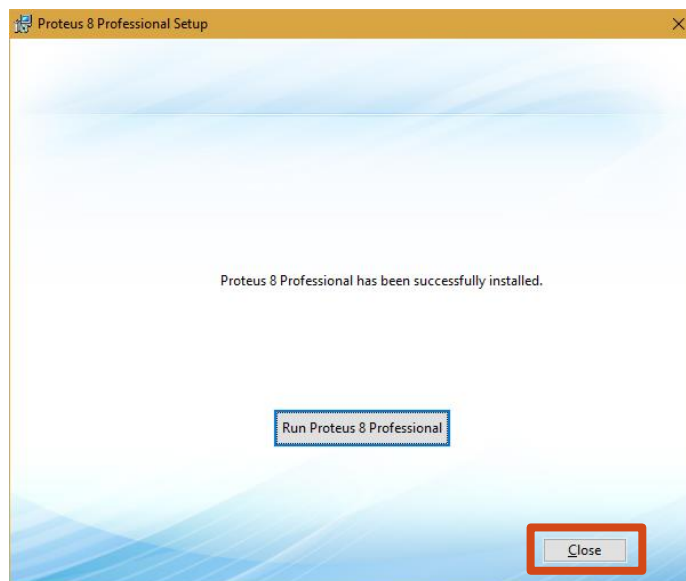 Proteus 8 Professional Setup
Proteus 8 Professional has been successfully installed.
Run Proteus 8 Professional
Close